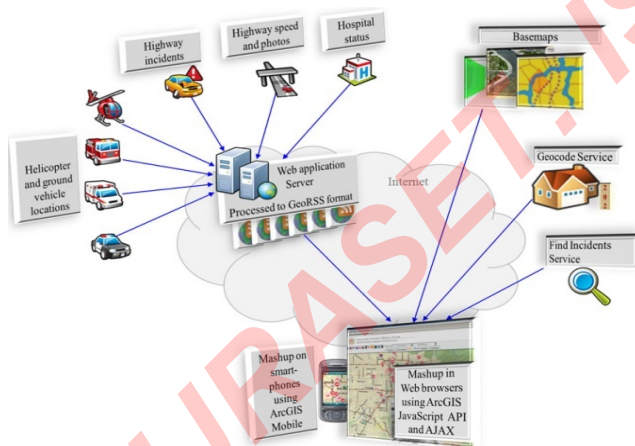 Highway
incidents
Highway speed
and photos
Hospital
status
Basemaps
Helicopter
and ground
vehicle
locations
Web application
Server
Processed to GeoRSS format
Internet
Geocode Service
Find Incidents
Service
Mashup on
smart-
phones
using
ArcGIS
Mobile
Mashup in
Web browsers
using ArcGIS
JavaScript API
and AJAX
IJRASET.IS